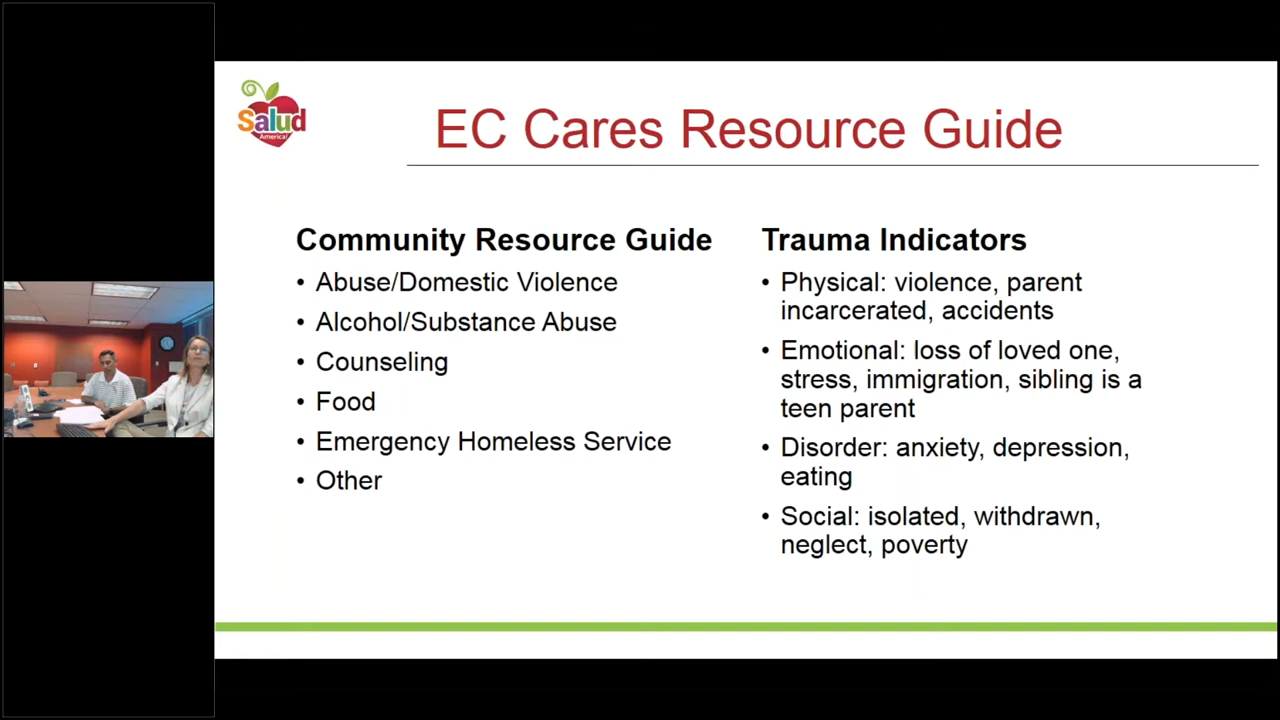 Salud
America!
EC Cares Resource Guide
Community Resource Guide
• Abuse/Domestic Violence
• Alcohol/Substance Abuse
• Counseling
• Food
• Emergency Homeless Service
• Other
Trauma Indicators
• Physical: violence, parent
incarcerated, accidents
• Emotional: loss of loved one,
stress, immigration, sibling is a
teen parent
• Disorder: anxiety, depression,
eating
• Social: isolated, withdrawn,
neglect, poverty